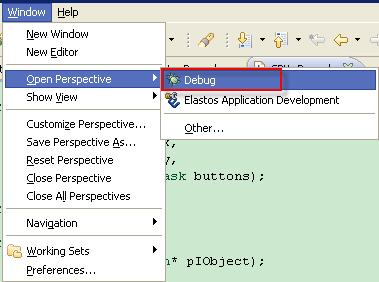 Window Help
New Window
New Editor
Open Perspective
Debug
Show View
Elastos Application Development
Customize Perspective...
Other...
Save Perspective As...
Reset Perspective
Close Perspective
ask buttons);
Close All Perspectives
Navigation
Working Sets
* pIObject);
Preferences...